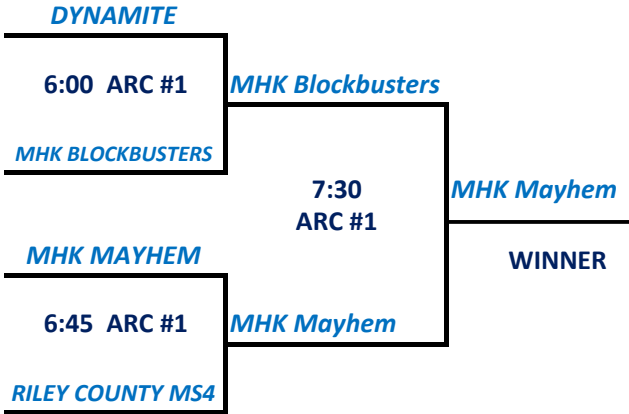 DYNAMITE
6:00 ARC #1
MHK Blockbusters
MHK BLOCKBUSTERS
7:30
ARC #1
MHK Mayhem
WINNER
MHK MAYHEM
6:45 ARC #1
MHK Mayhem
RILEY COUNTY MS4